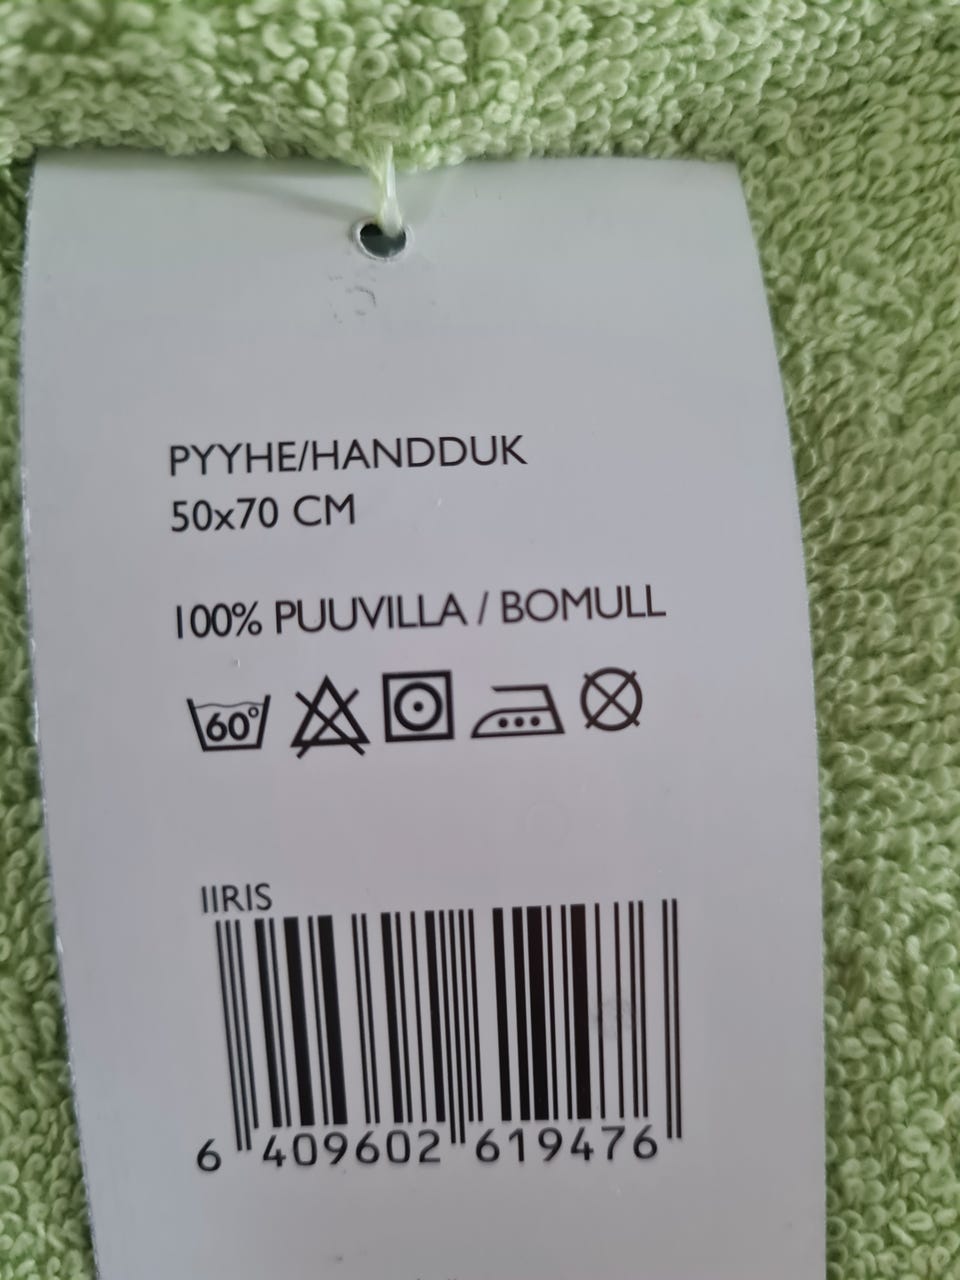 PYYHE/HANDDUK
50x70 CM
100% PUUVILLA / BOMULL
60°
IIRIS
6 409602 619476